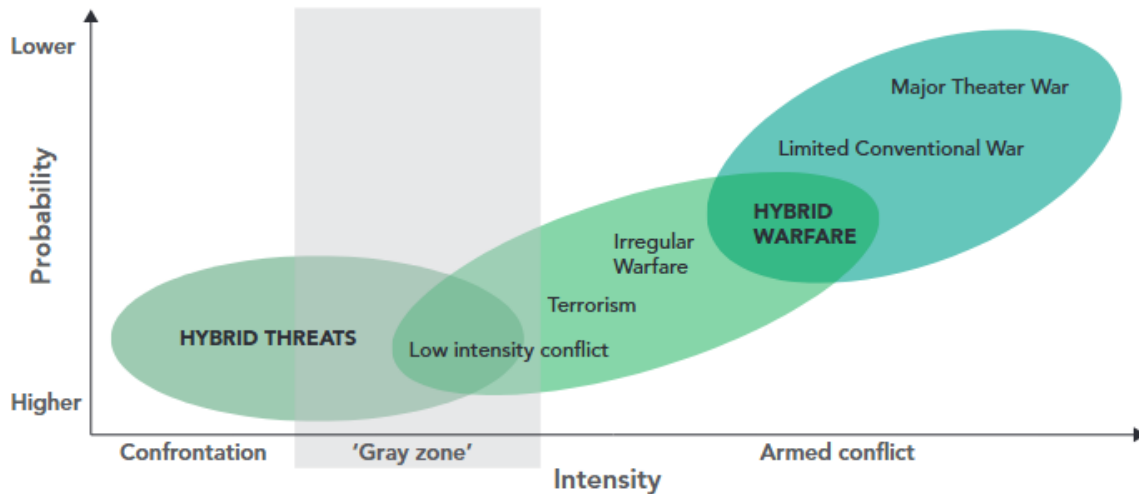 Lower
Major Theater War
Limited Conventional War
Probability
HYBRID
WARFARE
Irregular
Warfare
Terrorism
HYBRID THREATS
Low intensity conflict
Higher
Confrontation
‘Gray zone’
Armed conflict
Intensity